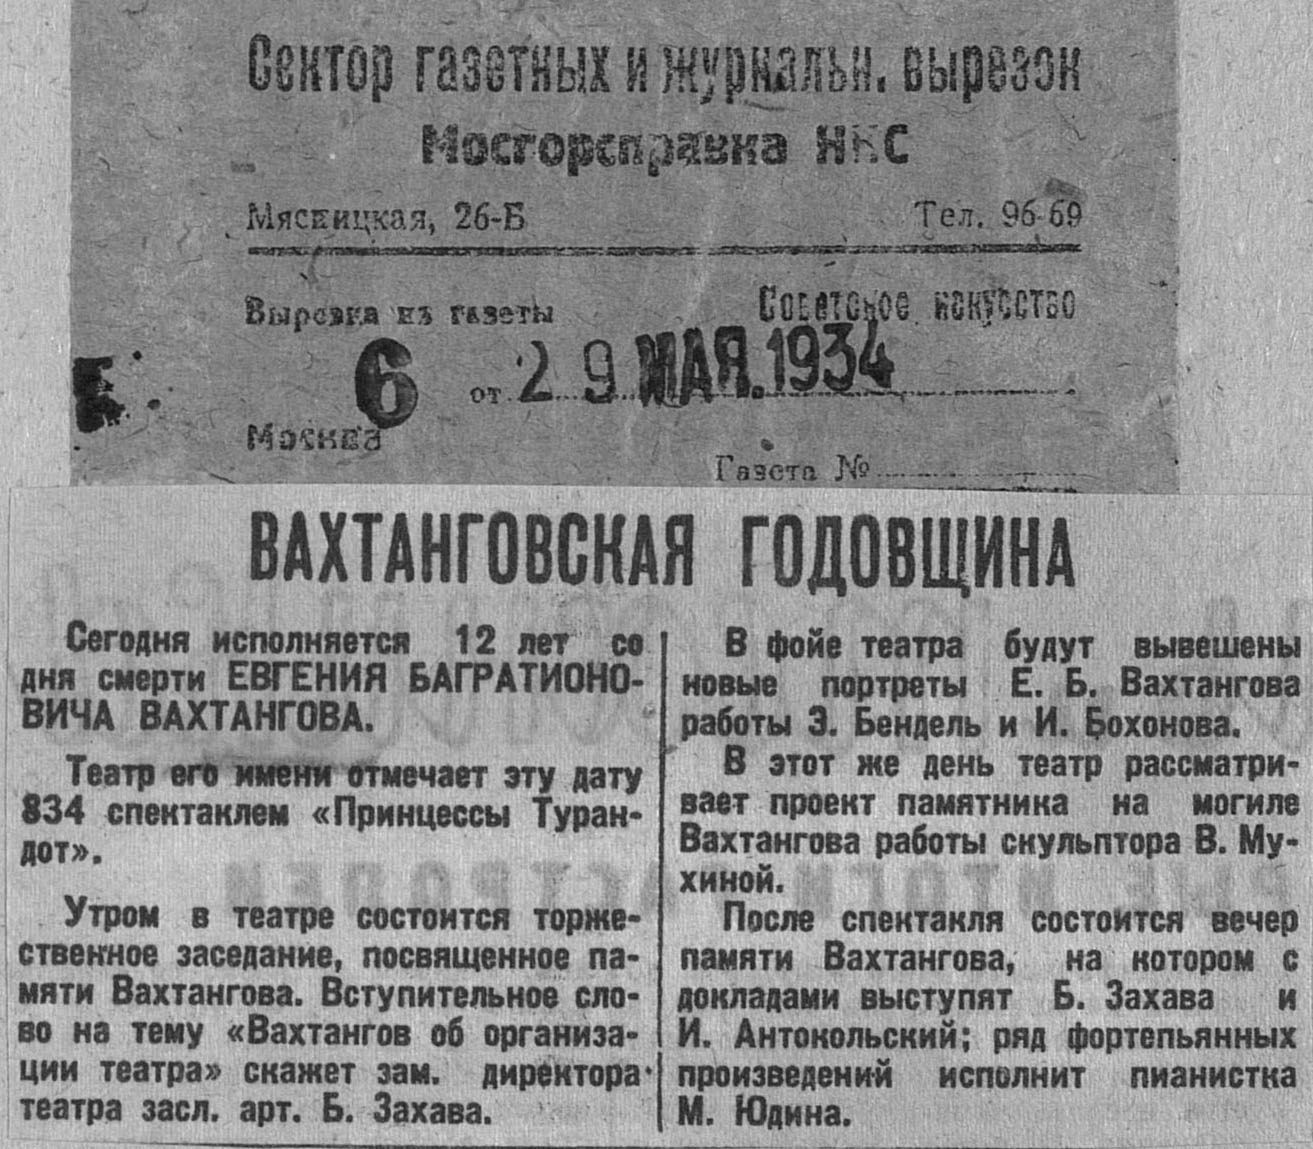 Сектор газетных и журнальн. вырезок
Мосгорсправка НКС
Мясницкая, 26-Б Тел. 96-69
Вырезка из газеты Советское искусство
6 от 29 МАЯ.1934
Москва
Газета №
ВАХТАНГОВСКАЯ ГОДОВЩИНА
Сегодня исполняется 12 лет со
дня смерти ЕВГЕНИЯ БАГРАТИОНО-
ВИЧА ВАХТАНГОВА.
Театр его имени отмечает эту дату
834 спектаклем «Принцессы Туран-
дот».
Утром в театре состоится торже-
ственное заседание, посвященное па-
мяти Вахтангова. Вступительное сло-
во на тему «Вахтангов об организа-
ции театра» скажет зам. директора
театра засл. арт. Б. Захава.
В фойе театра будут вывешены
новые портреты Е. Б. Вахтангова
работы Э. Бендель и И. Бохонова.
В этот же день театр рассматри-
вает проект памятника на могиле
Вахтангова работы скульптора В. Му-
хиной.
После спектакля состоится вечер
памяти Вахтангова, на котором с
докладами выступят Б. Захава и
И. Антокольский; ряд фортепьянных
произведений исполнит пианистка
М. Юдина.